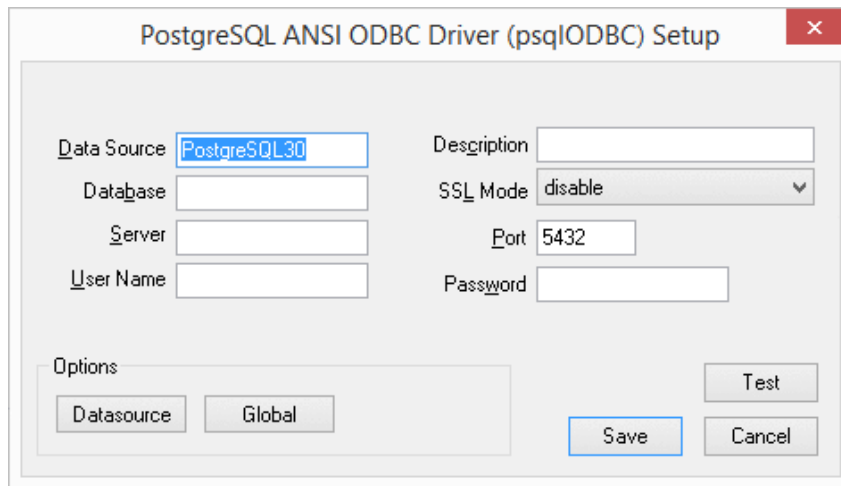 PostgreSQL ANSI ODBC Driver (psqlODBC) Setup
Data Source PostgreSQL30
Description
Database
SSL Mode disable
Server
Port 5432
User Name
Password
Options
Datasource
Global
Test
Save
Cancel